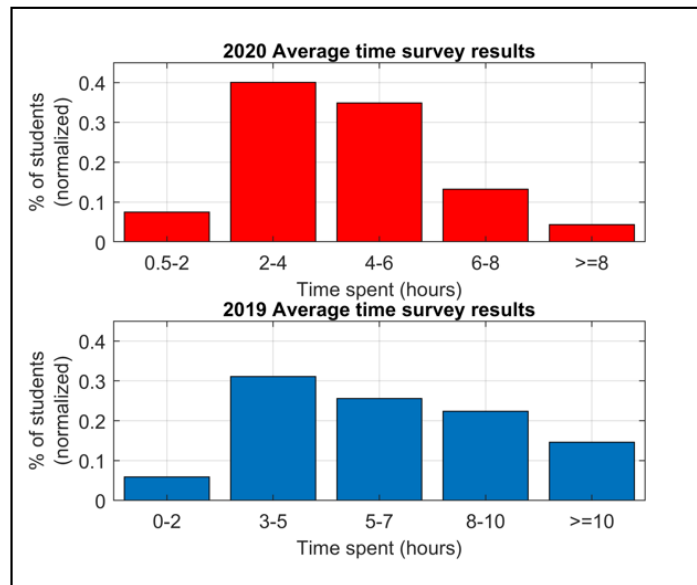 2020 Average time survey results
% of students
(normalized)
0.4
0.3
0.2
0.1
0
0.5-2 2-4 4-6 6-8 >=8
Time spent (hours)
2019 Average time survey results
% of students
(normalized)
0.4
0.3
0.2
0.1
0
0-2 3-5 5-7 8-10 >=10
Time spent (hours)